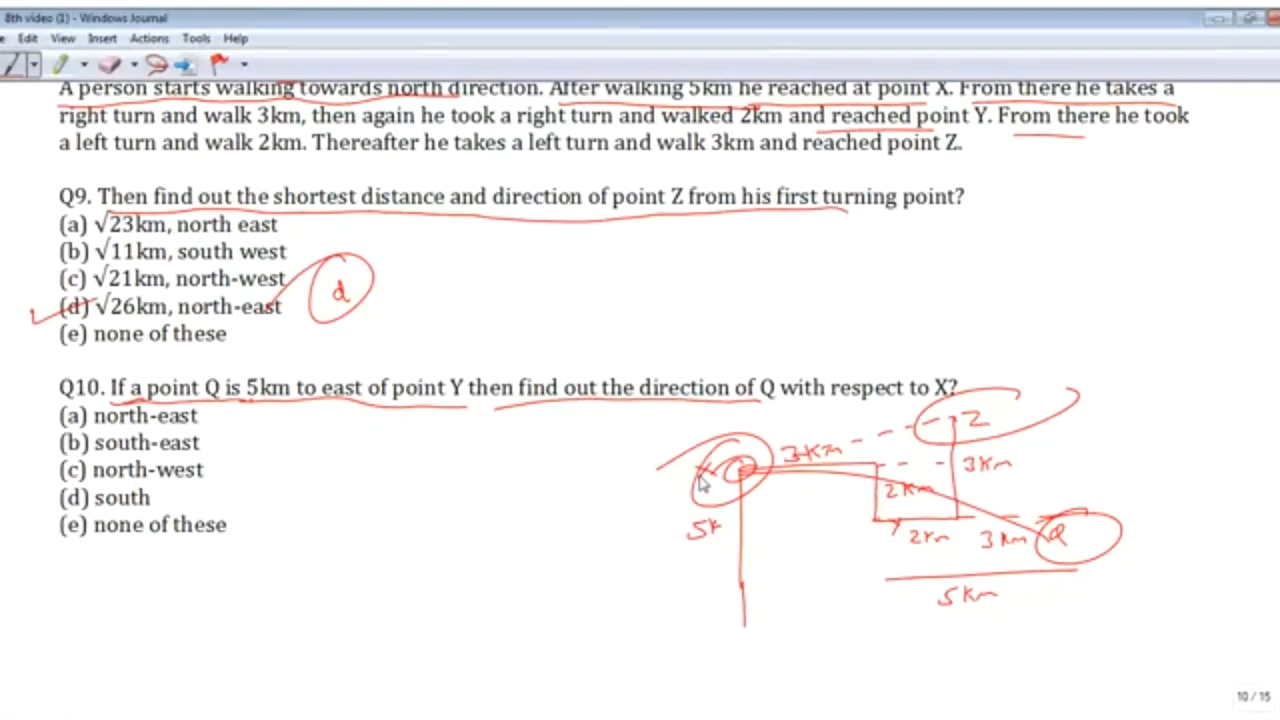 8th video (1) - Windows Journal
e Edit View Insert Actions Tools Help
A person starts walking towards north direction. After walking 5km he reached at point X. From there he takes a
right turn and walk 3km, then again he took a right turn and walked 2km and reached point Y. From there he took
a left turn and walk 2km. Thereafter he takes a left turn and walk 3km and reached point Z.
Q9. Then find out the shortest distance and direction of point Z from his first turning point?
(a) √23km, north east
(b) √11km, south west
(c) √21km, north-west
(d) √26km, north-east
d
(e) none of these
Q10. If a point Q is 5km to east of point Y then find out the direction of Q with respect to X?
(a) north-east
(b) south-east
(c) north-west
(d) south
(e) none of these
Z
3km
X
3km
2km
5k
Y
2km
3km
Q
5km
10 / 15